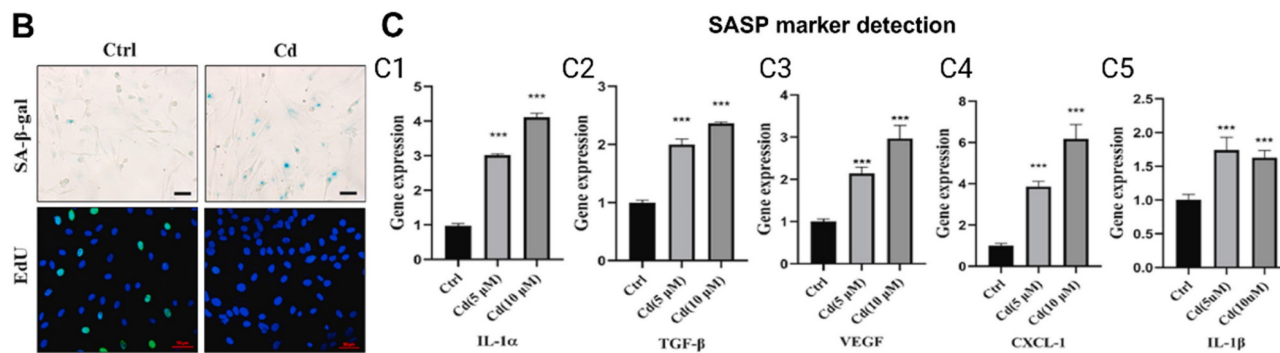 B
Ctrl
Cd
SA-β-gal
EdU
C
SASP marker detection
C1
Gene expression
5
4
3
2
1
0
***
***
Ctrl
Cd(5 μM)
Cd(10 μM)
IL-1α
C2
Gene expression
3
2
1
0
***
***
Ctrl
Cd(5 μM)
Cd(10 μM)
TGF-β
C3
Gene expression
4
3
2
1
0
***
***
Ctrl
Cd(5 μM)
Cd(10 μM)
VEGF
C4
Gene expression
8
6
4
2
0
***
***
Ctrl
Cd(5 μM)
Cd(10 μM)
CXCL-1
C5
Gene expression
2.5
2.0
1.5
1.0
0.5
0.0
***
***
Ctrl
Cd(5uM)
Cd(10uM)
IL-1β